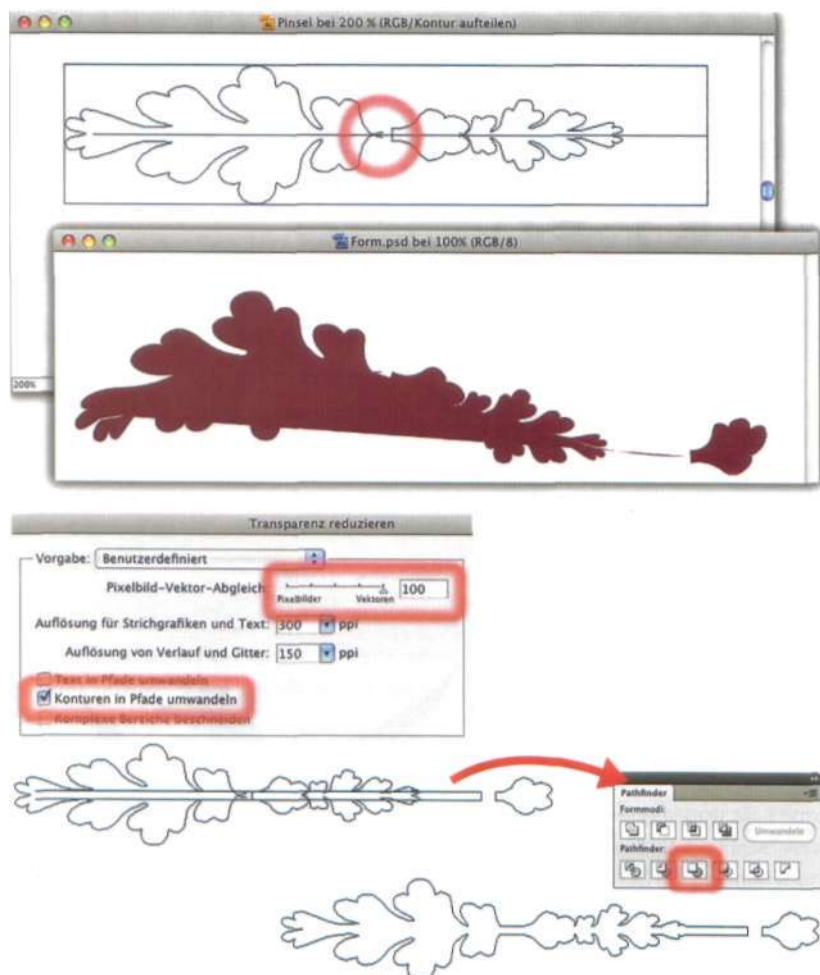 Pinsel bei 200 % (RGB/Kontur aufteilen)
Form.psd bei 100% (RGB/8)
200%
Transparenz reduzieren
Vorgabe: Benutzerdefiniert
Pixelbild-Vektor-Abgleich: 100
Pixelbilder Vektoren
Auflösung für Strichgrafiken und Text: 300 ppi
Auflösung von Verlauf und Gitter: 150 ppi
Text in Pfade umwandeln
Konturen in Pfade umwandeln
Komplexe Bereiche beschneiden
Pathfinder
Formmodi:
Umwandeln
Pathfinder: